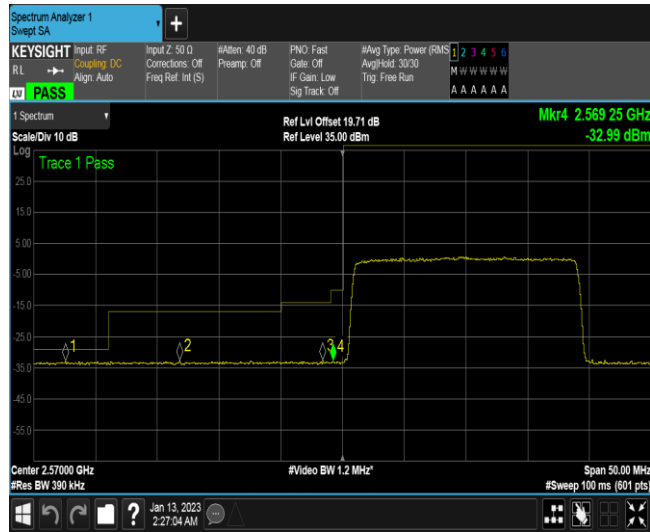 Spectrum Analyzer 1
Swept SA
+
KEYSIGHT Input: RF Input Z: 50 Ω #Atten: 40 dB PNO: Fast #Avg Type: Power (RMS 1 2 3 4 5 6
RL Coupling: DC Corrections: Off Preamp: Off Gate: Off Avg|Hold: 30/30 M W W W W W
Align: Auto Freq Ref: Int (S) IF Gain: Low Trig: Free Run
LXI PASS Sig Track: Off A A A A A A
1 Spectrum Ref Lvl Offset 19.71 dB Mkr4 2.569 25 GHz
Scale/Div 10 dB Ref Level 35.00 dBm -32.99 dBm
Log
Trace 1 Pass
25.0
15.0
5.00
-5.00
-15.0
-25.0
1 2 3 4
-35.0
-45.0
-55.0
Center 2.57000 GHz #Video BW 1.2 MHz* Span 50.00 MHz
#Res BW 390 kHz #Sweep 100 ms (601 pts)
? Jan 13, 2023
2:27:04 AM